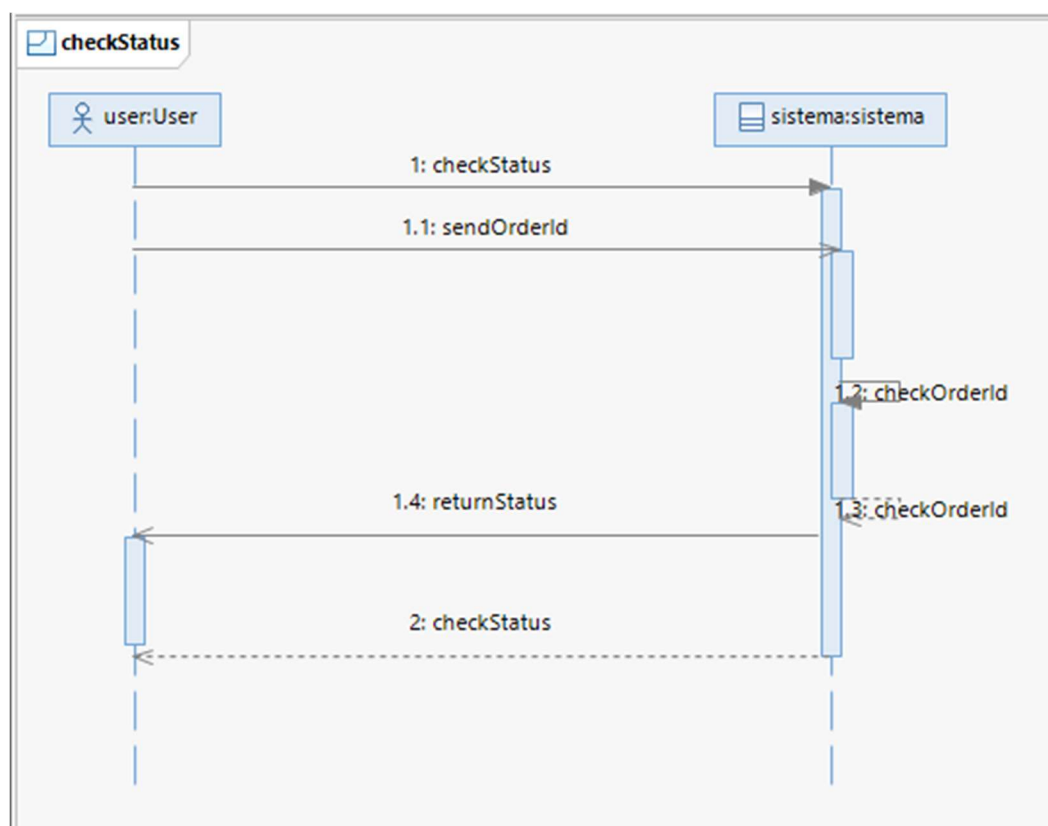 checkStatus
user:User
sistema:sistema
1: checkStatus
1.1: sendOrderId
1.2: checkOrderId
1.4: returnStatus
1.3: checkOrderId
2: checkStatus